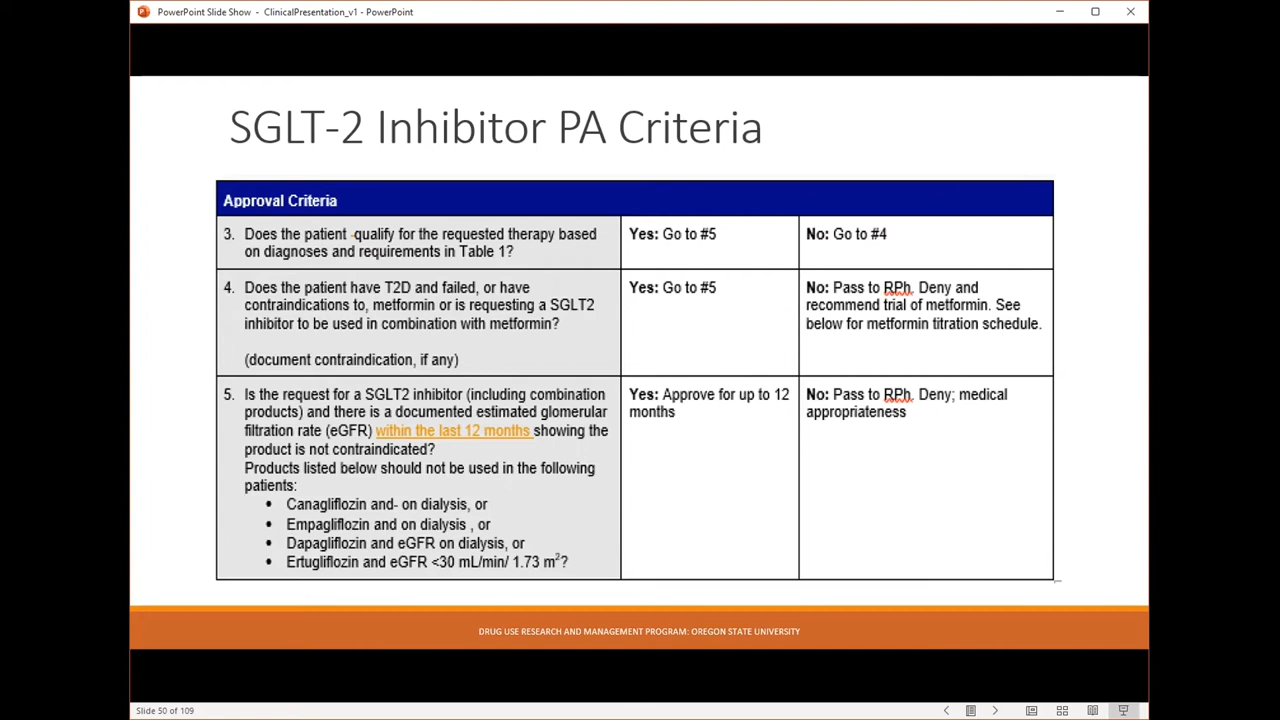 PowerPoint Slide Show - ClinicalPresentation_v1 - PowerPoint
SGLT-2 Inhibitor PA Criteria
Approval Criteria
3. Does the patient -qualify for the requested therapy based
on diagnoses and requirements in Table 1?
Yes: Go to #5
No: Go to #4
4. Does the patient have T2D and failed, or have
contraindications to, metformin or is requesting a SGLT2
inhibitor to be used in combination with metformin?
(document contraindication, if any)
Yes: Go to #5
No: Pass to RPh. Deny and
recommend trial of metformin. See
below for metformin titration schedule.
5. Is the request for a SGLT2 inhibitor (including combination
products) and there is a documented estimated glomerular
filtration rate (eGFR) within the last 12 months showing the
product is not contraindicated?
Products listed below should not be used in the following
patients:
• Canagliflozin and- on dialysis, or
• Empagliflozin and on dialysis , or
• Dapagliflozin and eGFR on dialysis, or
• Ertugliflozin and eGFR <30 mL/min/ 1.73 m²?
Yes: Approve for up to 12
months
No: Pass to RPh. Deny; medical
appropriateness
DRUG USE RESEARCH AND MANAGEMENT PROGRAM: OREGON STATE UNIVERSITY
Slide 50 of 109